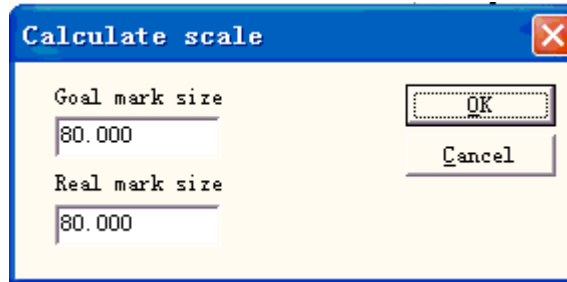 Calculate scale
Goal mark size
80.000
Real mark size
80.000
OK
Cancel